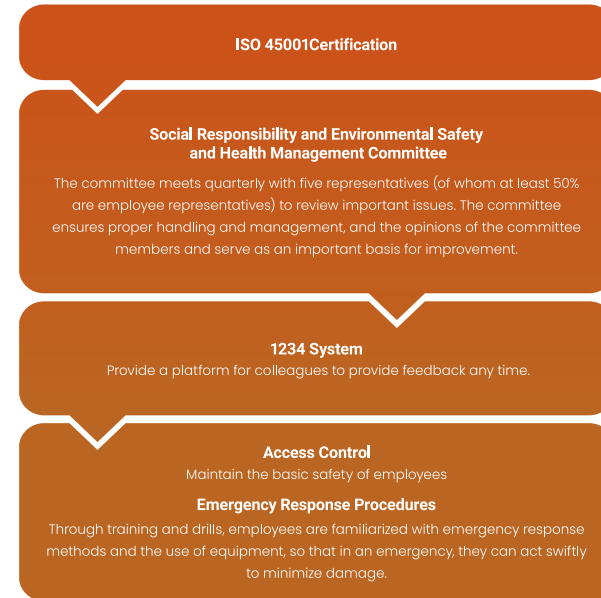 ISO 45001Certification
Social Responsibility and Environmental Safety
and Health Management Committee
The committee meets quarterly with five representatives (of whom at least 50%
are employee representatives) to review important issues. The committee
ensures proper handling and management, and the opinions of the committee
members and serve as an important basis for improvement.
1234 System
Provide a platform for colleagues to provide feedback any time.
Access Control
Maintain the basic safety of employees
Emergency Response Procedures
Through training and drills, employees are familiarized with emergency response
methods and the use of equipment, so that in an emergency, they can act swiftly
to minimize damage.